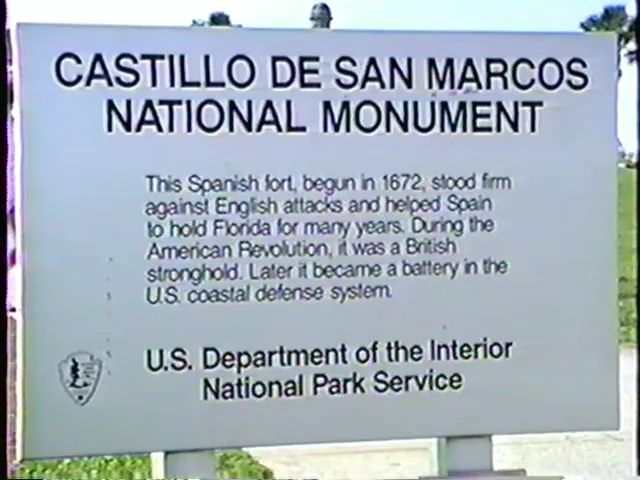 CASTILLO DE SAN MARCOS
NATIONAL MONUMENT
This Spanish fort, begun in 1672, stood firm
against English attacks and helped Spain
to hold Florida for many years. During the
American Revolution, it was a British
stronghold. Later it became a battery in the
U.S. coastal defense system.
U.S. Department of the Interior
National Park Service